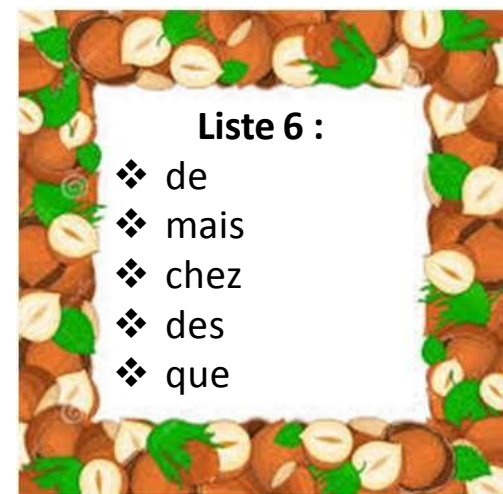 Liste 6 :
❖ de
❖ mais
❖ chez
❖ des
❖ que